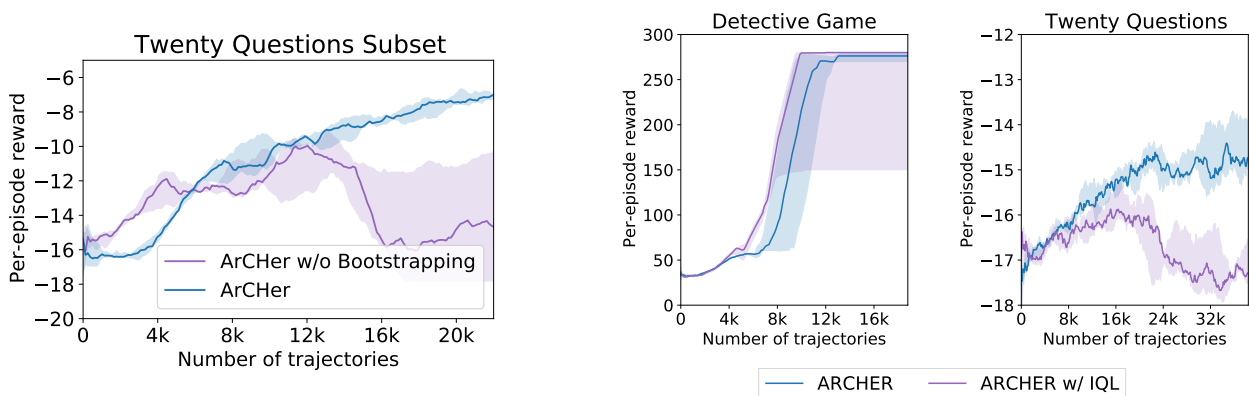 Twenty Questions Subset
Per-episode reward
−6
−8
−10
−12
−14
−16
−18
−20
ArCHer w/o Bootstrapping
ArCHer
0 4k 8k 12k 16k 20k
Number of trajectories
Detective Game
Per-episode reward
300
250
200
150
100
50
0
0 4k 8k 12k 16k
Number of trajectories
Twenty Questions
Per-episode reward
−12
−13
−14
−15
−16
−17
−18
0 8k 16k 24k 32k
Number of trajectories
ARCHER ARCHER w/ IQL